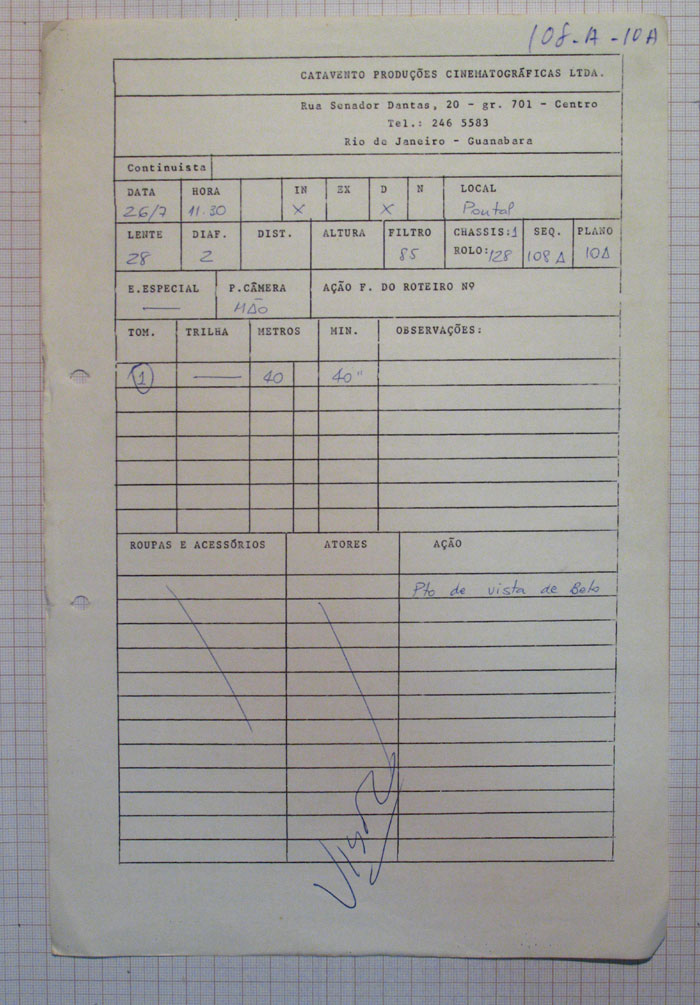 108-A-10A
CATAVENTO PRODUÇÕES CINEMATOGRÁFICAS LTDA.
Rua Senador Dantas, 20 - gr. 701 - Centro
Tel.: 246 5583
Rio de Janeiro - Guanabara
Continuista
DATA HORA IN EX D N LOCAL
26/7 11.30 X X Pontal
LENTE DIAF. DIST. ALTURA FILTRO CHASSIS:1 SEQ. PLANO
28 2 85 ROLO:128 108A 10A
E.ESPECIAL P.CÂMERA AÇÃO F. DO ROTEIRO Nº
— MÃO
TOM. TRILHA METROS MIN. OBSERVAÇÕES:
1 — 40 40"
ROUPAS E ACESSÓRIOS ATORES AÇÃO
Pto de vista de